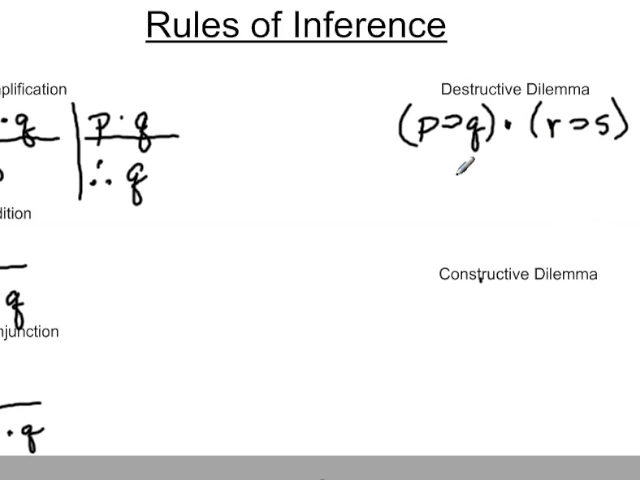 Rules of Inference
plification
· q | p · q
∴ q
dition
q
njunction
· q
Destructive Dilemma
(p ⊃ q) · (r ⊃ s)
Constructive Dilemma